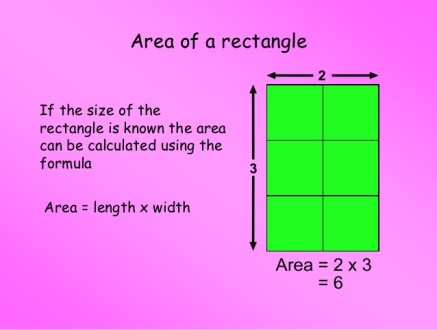 Area of a rectangle
2
If the size of the
rectangle is known the area
can be calculated using the
formula
3
Area = length x width
Area = 2 x 3
= 6